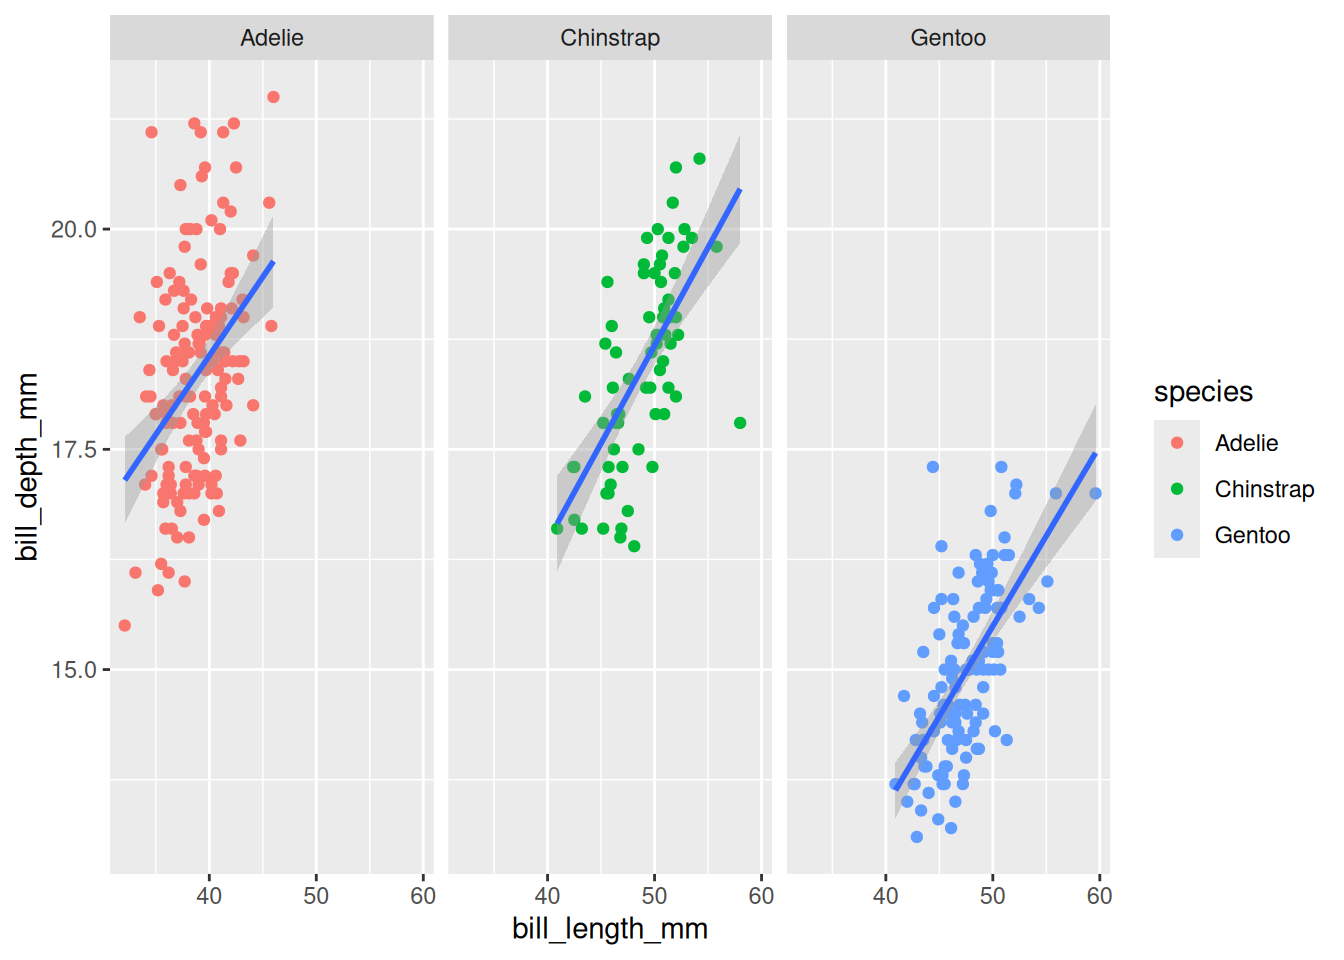 Adelie
Chinstrap
Gentoo
20.0
17.5
15.0
bill_depth_mm
40 50 60
40 50 60
40 50 60
bill_length_mm
species
Adelie
Chinstrap
Gentoo